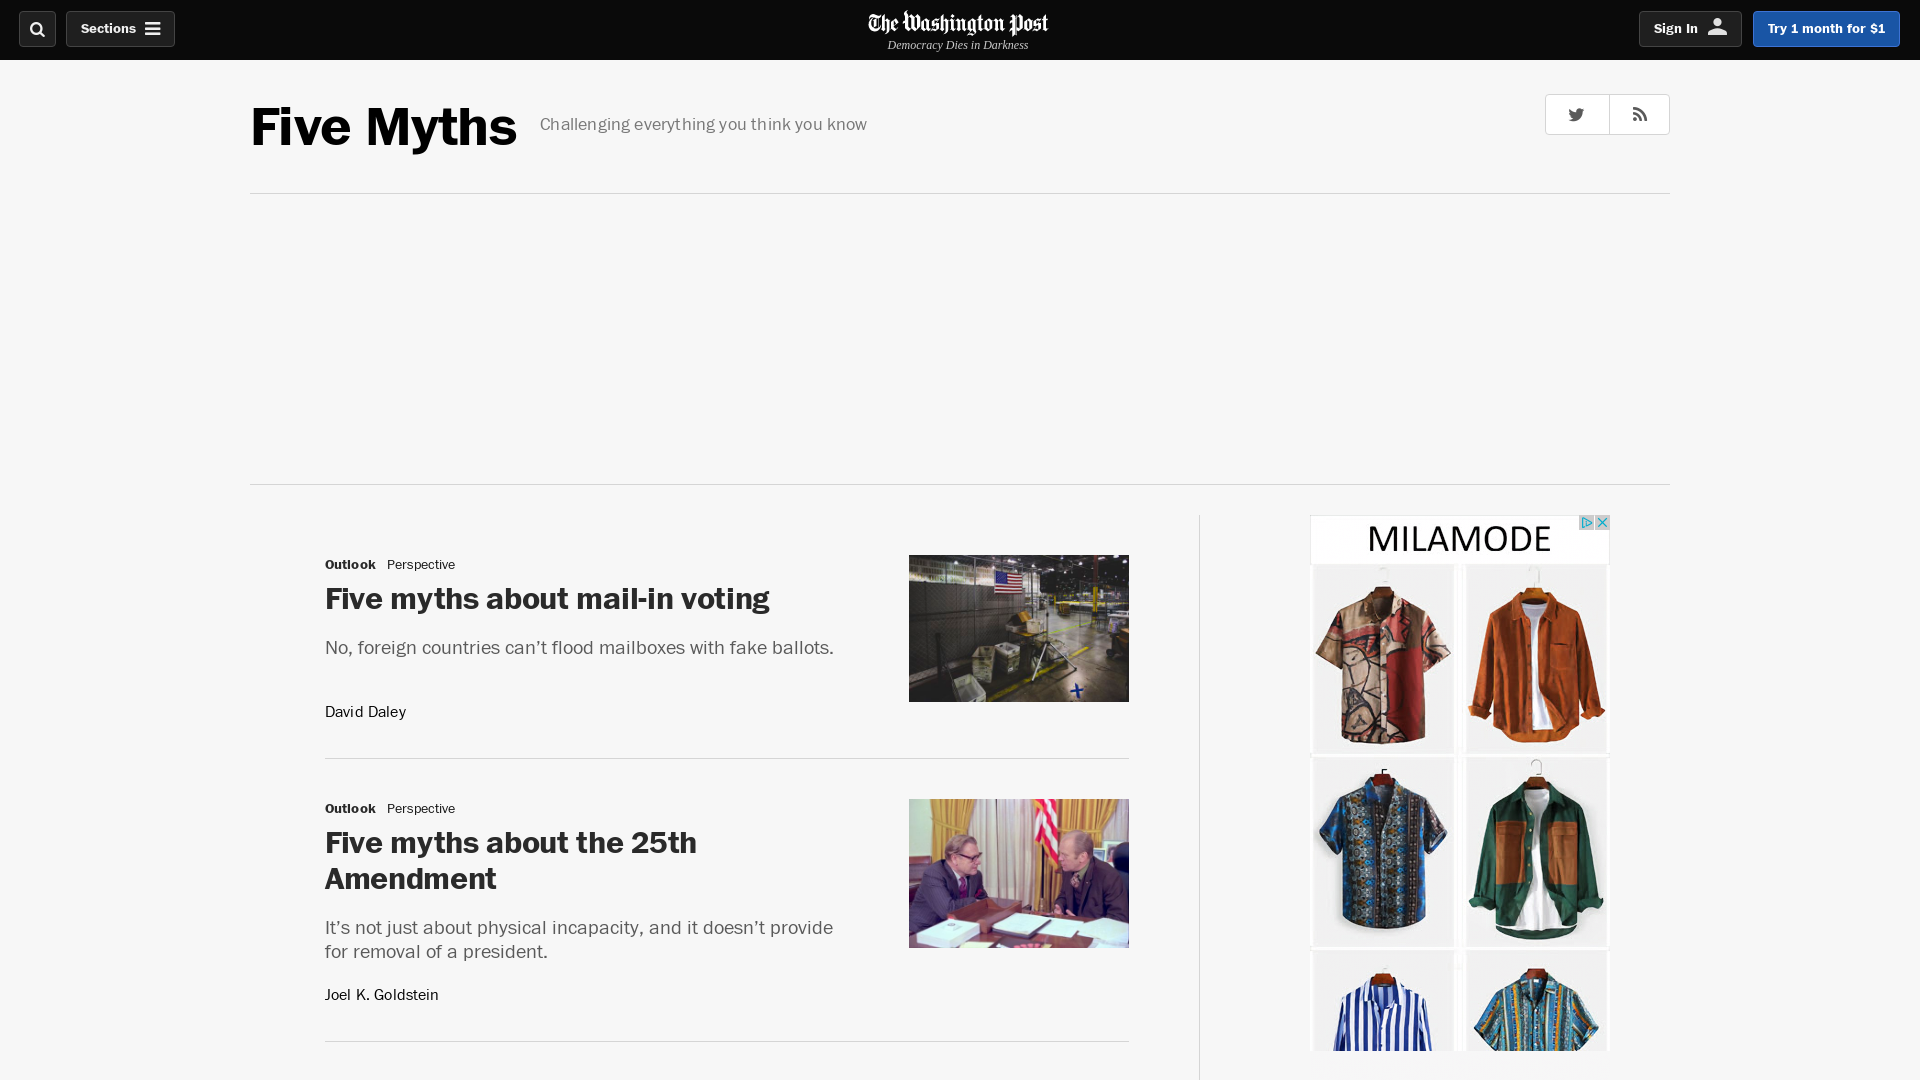 Sections
The Washington Post
Democracy Dies in Darkness
Sign In
Try 1 month for $1
Five Myths
Challenging everything you think you know
Outlook Perspective
Five myths about mail-in voting
No, foreign countries can’t flood mailboxes with fake ballots.
David Daley
Outlook Perspective
Five myths about the 25th
Amendment
It’s not just about physical incapacity, and it doesn’t provide
for removal of a president.
Joel K. Goldstein
MILAMODE